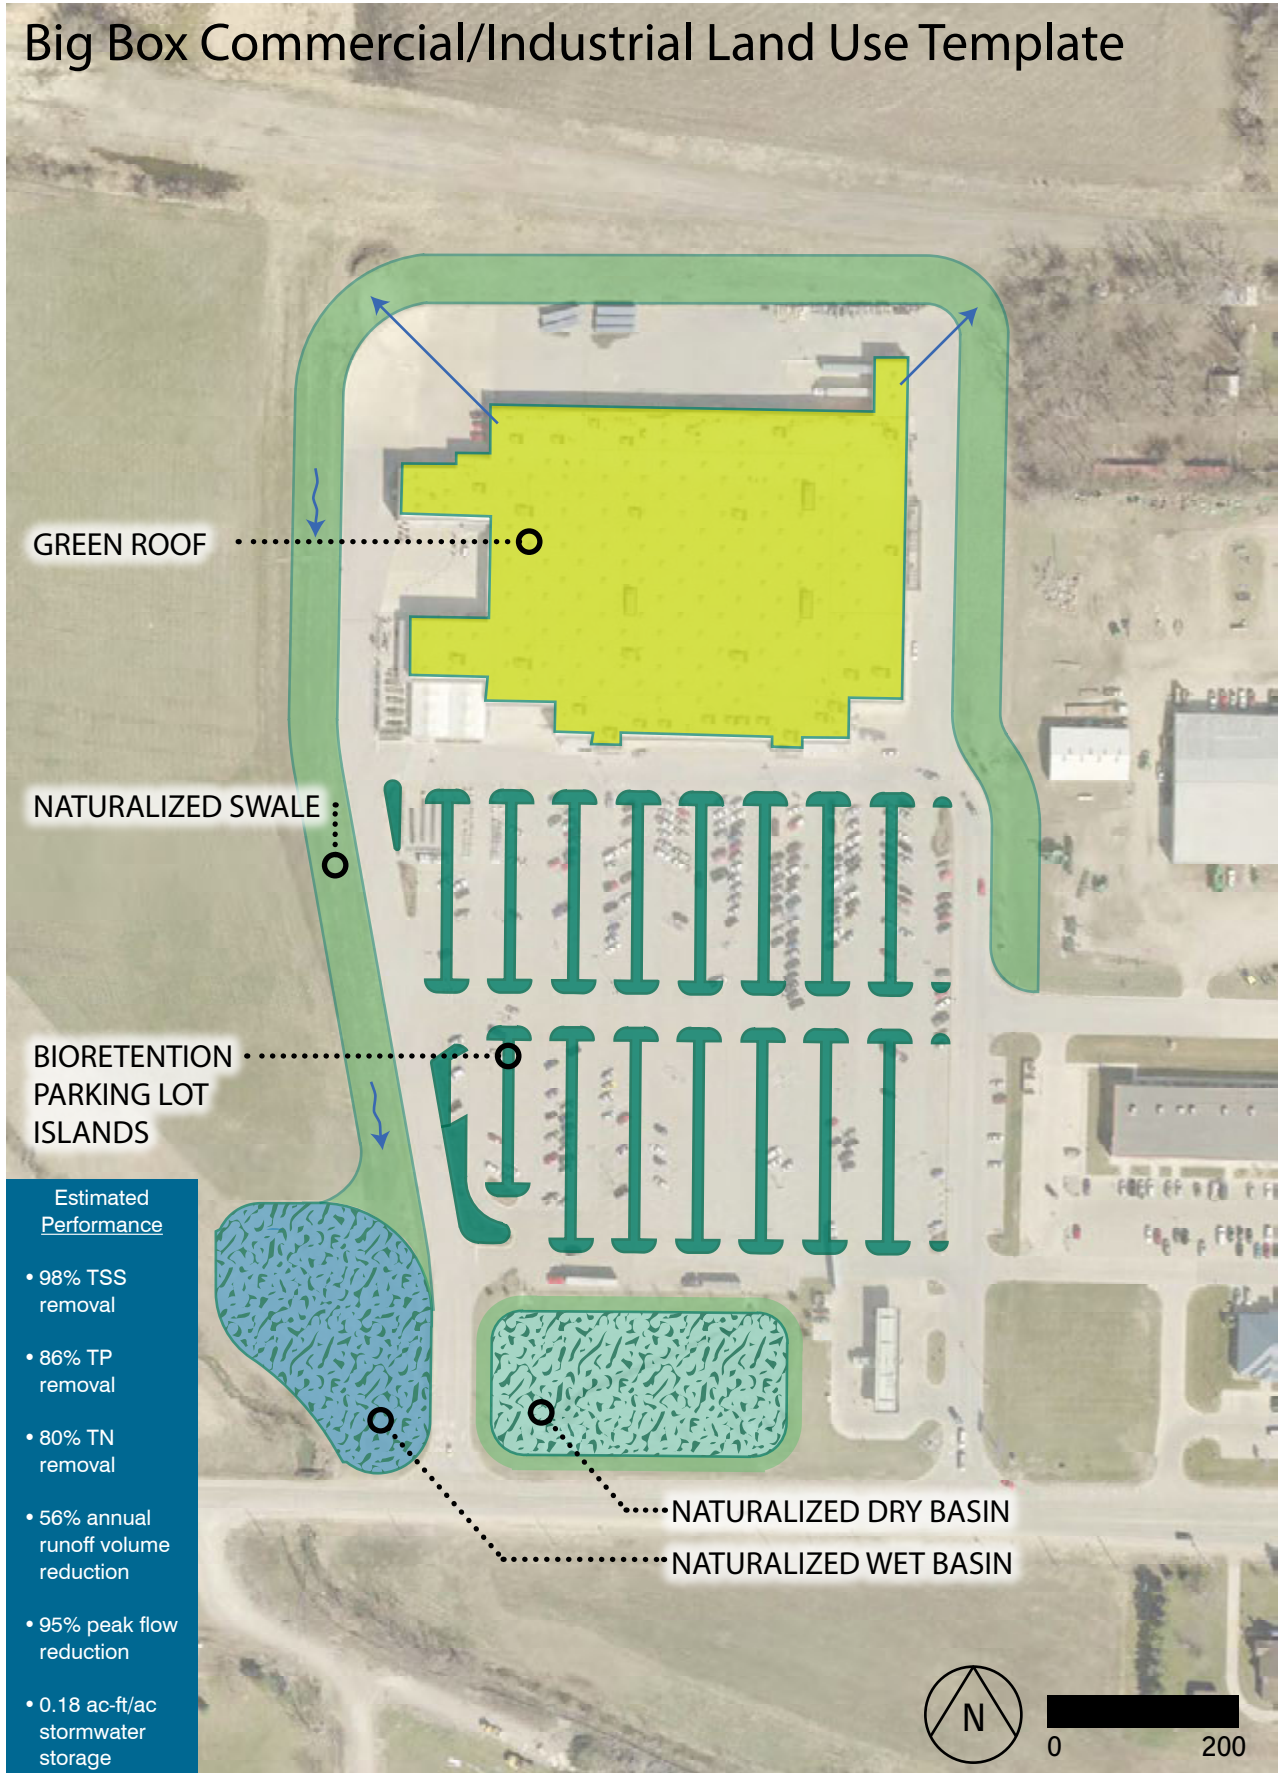 Big Box Commercial/Industrial Land Use Template
GREEN ROOF
NATURALIZED SWALE
BIORETENTION
PARKING LOT
ISLANDS
Estimated
Performance
• 98% TSS
removal
• 86% TP
removal
• 80% TN
removal
• 56% annual
runoff volume
reduction
• 95% peak flow
reduction
• 0.18 ac-ft/ac
stormwater
storage
NATURALIZED DRY BASIN
NATURALIZED WET BASIN
N
0 200